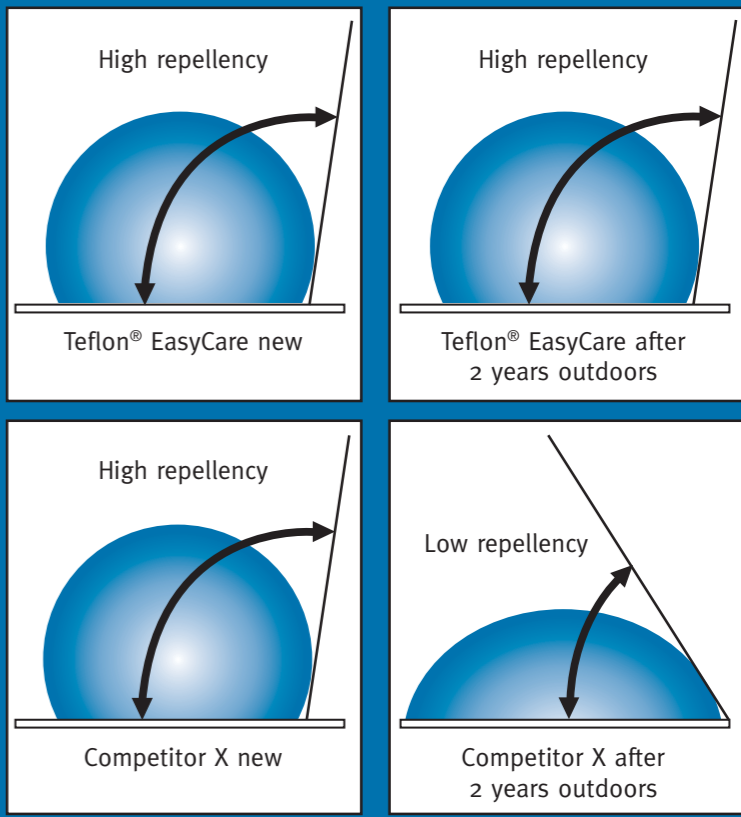 High repellency
Teflon® EasyCare new
High repellency
Teflon® EasyCare after
2 years outdoors
High repellency
Competitor X new
Low repellency
Competitor X after
2 years outdoors